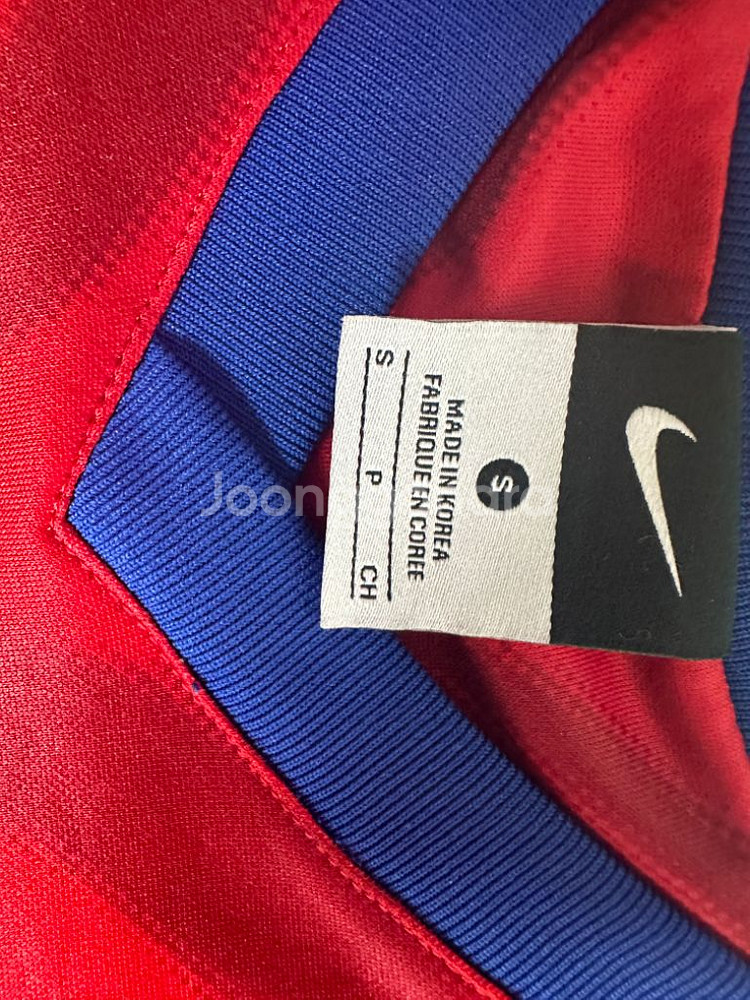 S
MADE IN KOREA
FABRIQUE EN COREE
S P CH